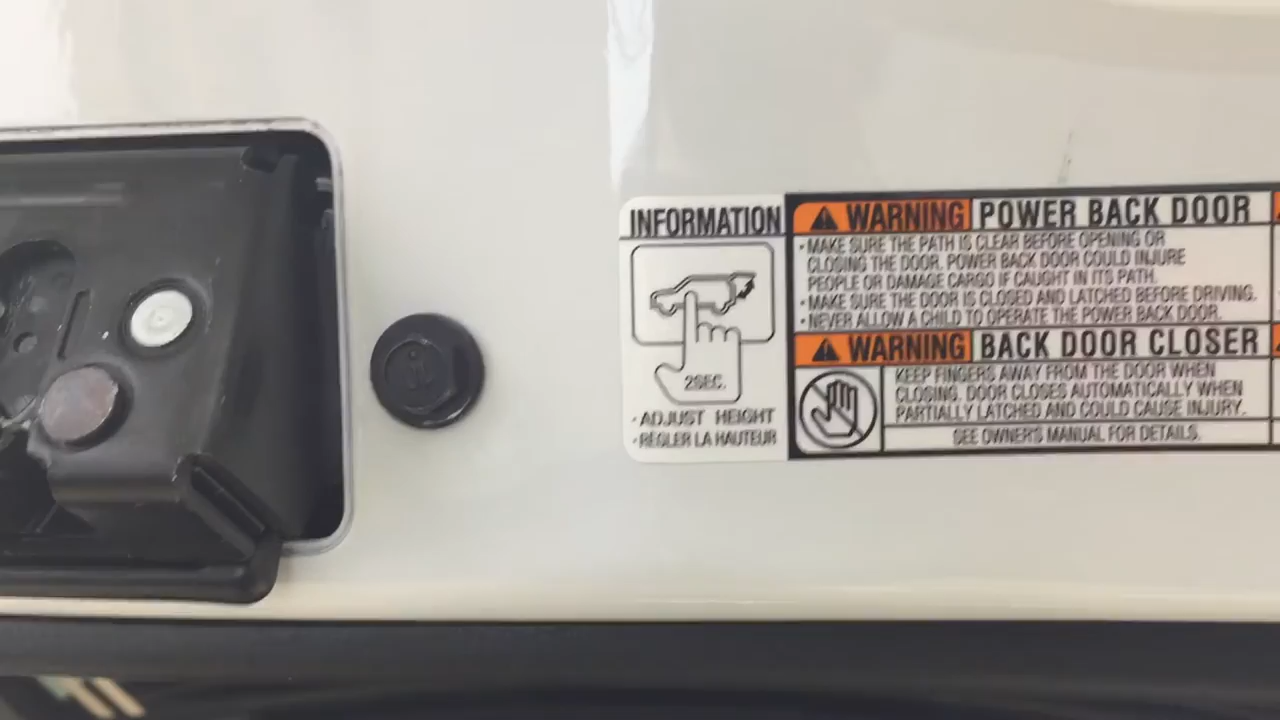 INFORMATION
2SEC.
• ADJUST HEIGHT
• RÉGLER LA HAUTEUR
WARNING POWER BACK DOOR
• MAKE SURE THE PATH IS CLEAR BEFORE OPENING OR
CLOSING THE DOOR. POWER BACK DOOR COULD INJURE
PEOPLE OR DAMAGE CARGO IF CAUGHT IN ITS PATH.
• MAKE SURE THE DOOR IS CLOSED AND LATCHED BEFORE DRIVING.
• NEVER ALLOW A CHILD TO OPERATE THE POWER BACK DOOR.
WARNING BACK DOOR CLOSER
KEEP FINGERS AWAY FROM THE DOOR WHEN
CLOSING. DOOR CLOSES AUTOMATICALLY WHEN
PARTIALLY LATCHED AND COULD CAUSE INJURY.
SEE OWNER'S MANUAL FOR DETAILS.